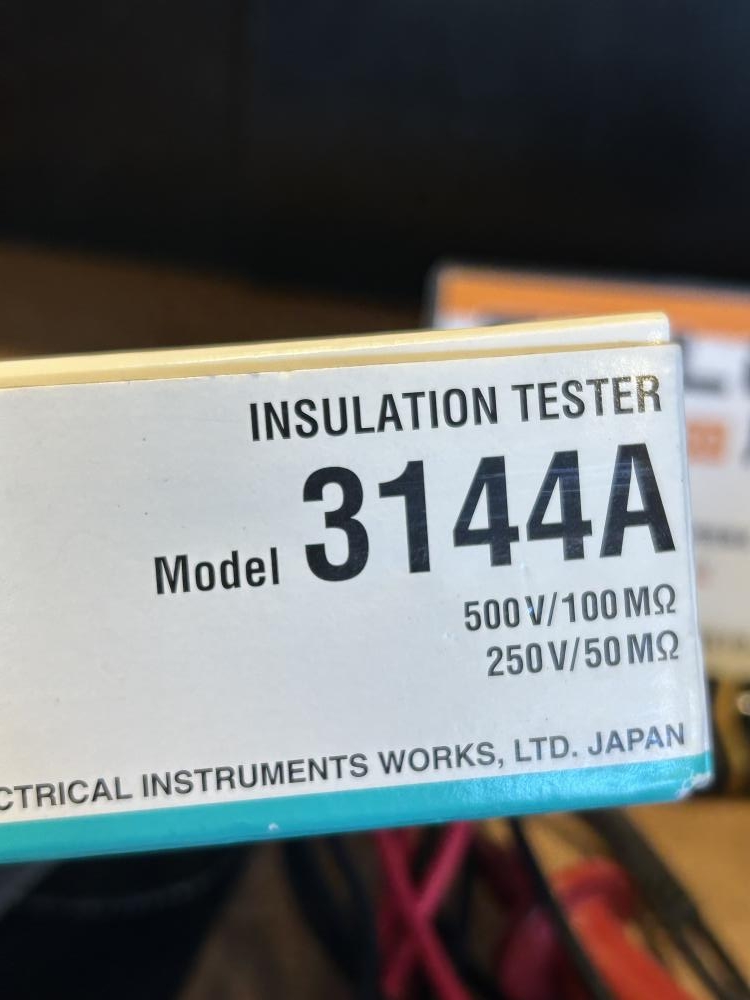 INSULATION TESTER
Model 3144A
500V/100MΩ
250V/50MΩ
CTRICAL INSTRUMENTS WORKS, LTD. JAPAN